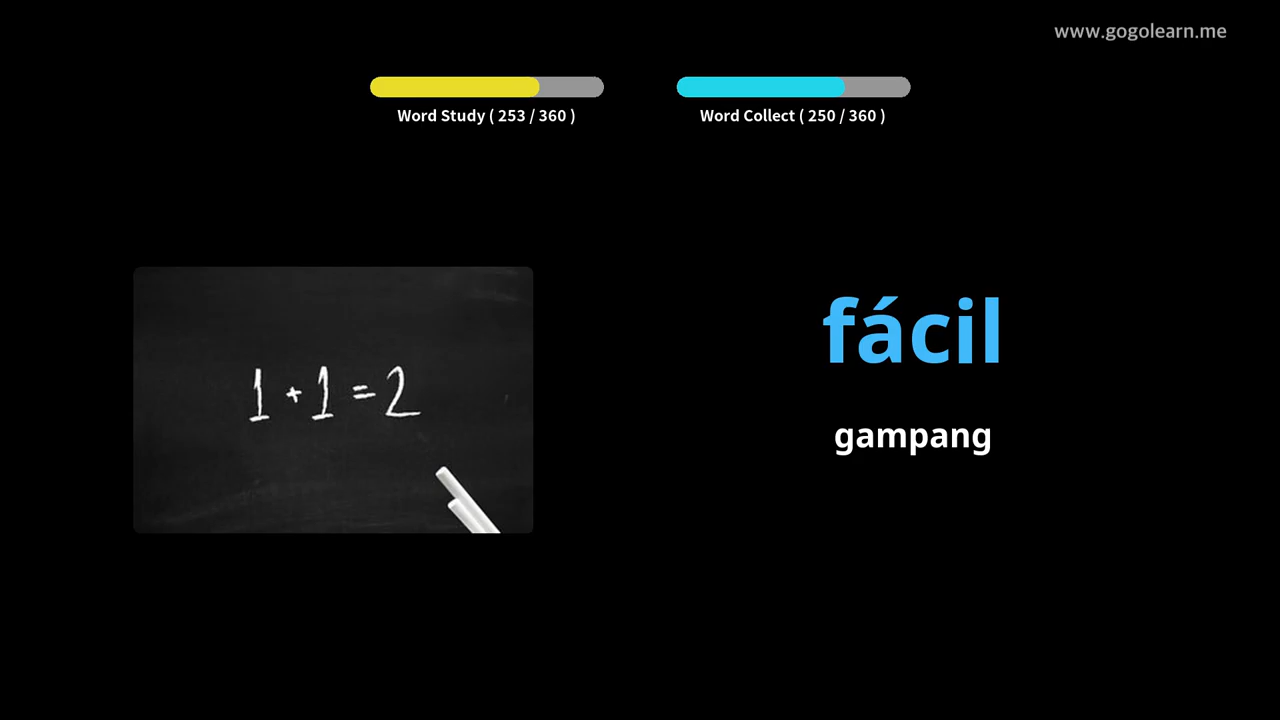 www.gogolearn.me
Word Study ( 253 / 360 )
Word Collect ( 250 / 360 )
1 + 1 = 2
fácil
gampang